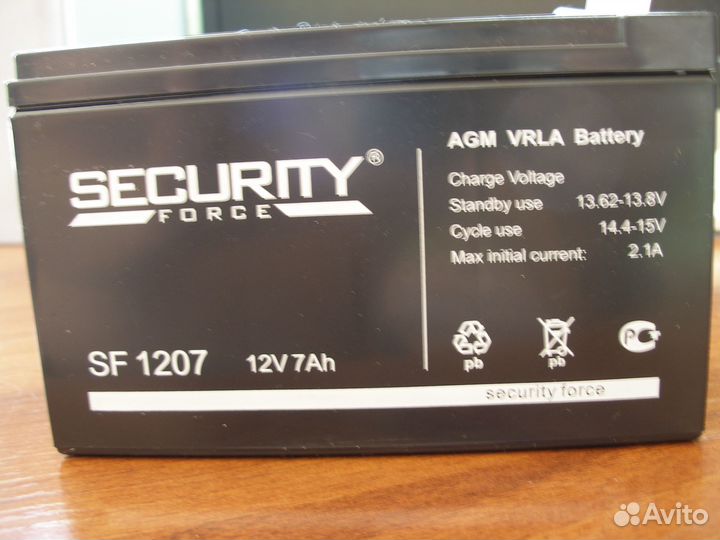 SECURITY®
FORCE
SF 1207 12V 7Ah
AGM VRLA Battery
Charge Voltage
Standby use 13.62-13.8V
Cycle use 14.4-15V
Max initial current: 2.1A
pb pb
security force
Avito